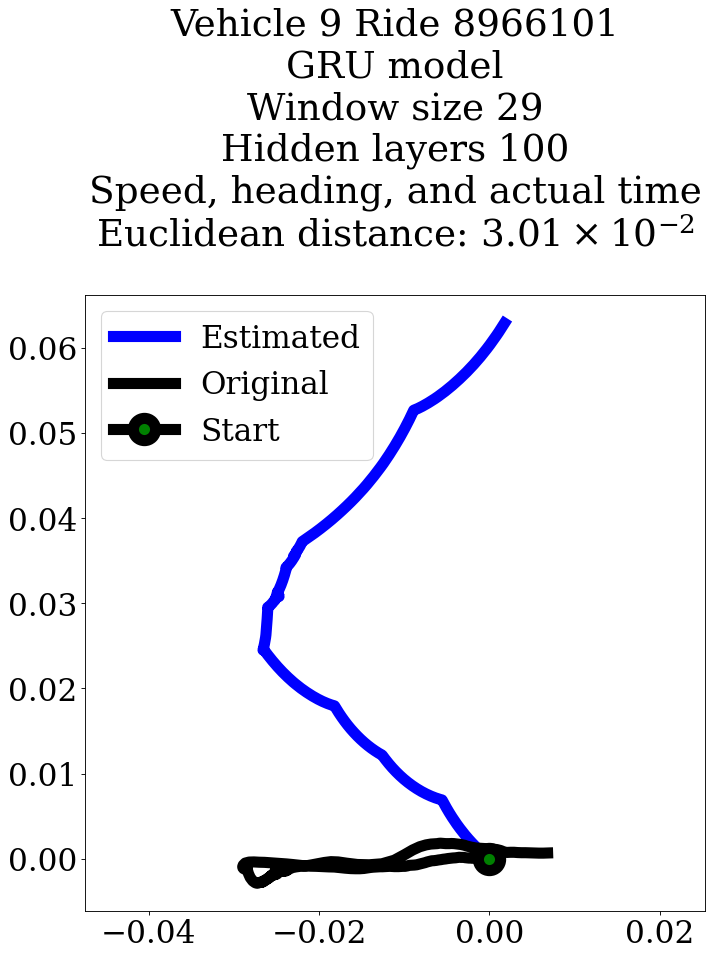 Vehicle 9 Ride 8966101
GRU model
Window size 29
Hidden layers 100
Speed, heading, and actual time
Euclidean distance: 3.01 × 10⁻²
Estimated
Original
Start
0.06
0.05
0.04
0.03
0.02
0.01
0.00
−0.04
−0.02
0.00
0.02